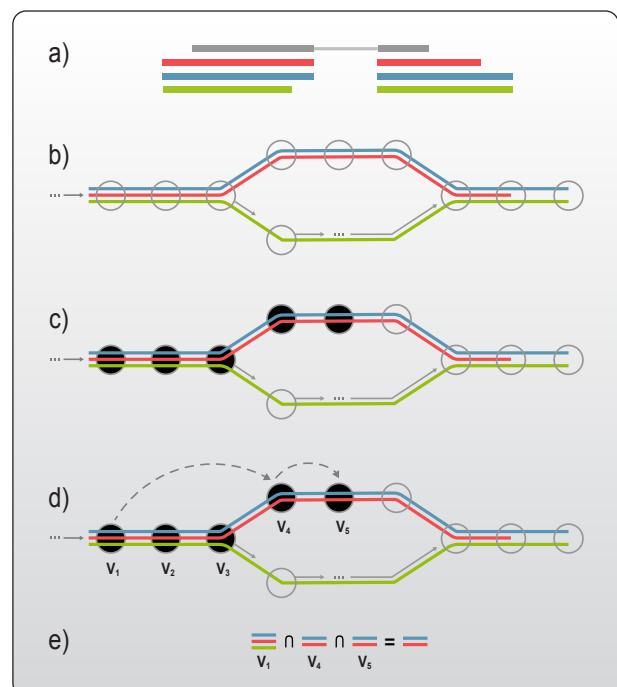 a)
b)
...
...
c)
...
...
d)
V4 V5
...
V1 V2 V3
...
e) ∩ ∩ =
V1 V4 V5